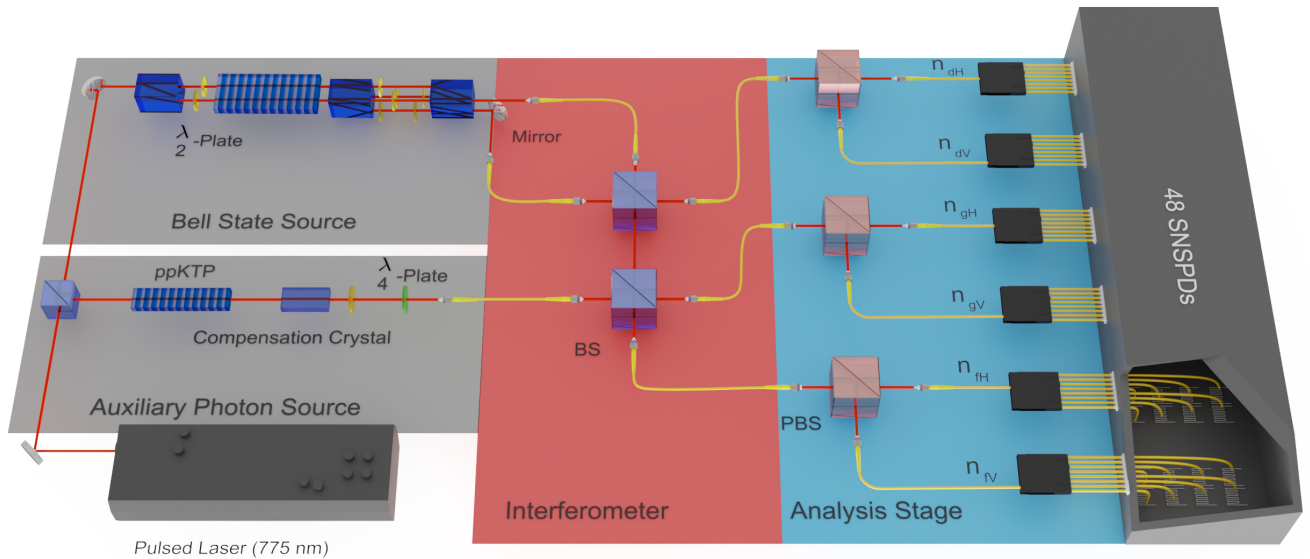 n dH
λ
2 -Plate
Mirror
n dV
Bell State Source
n gH
48 SNSPDs
ppKTP
λ
4 -Plate
n gV
Compensation Crystal
BS
n fH
Auxiliary Photon Source
PBS
n fV
Interferometer
Analysis Stage
Pulsed Laser (775 nm)